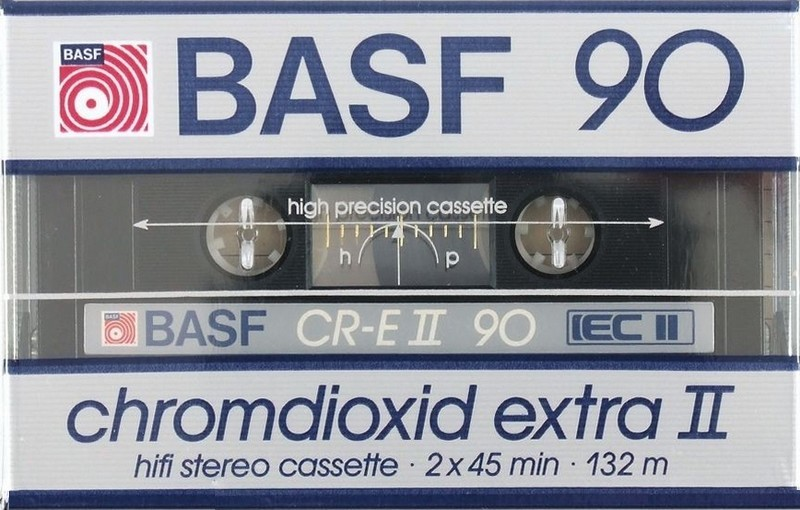 BASF
BASF 90
high precision cassette
h p
BASF
BASF CR-E II 90 IEC II
chromdioxid extra II
hifi stereo cassette · 2 x 45 min · 132 m